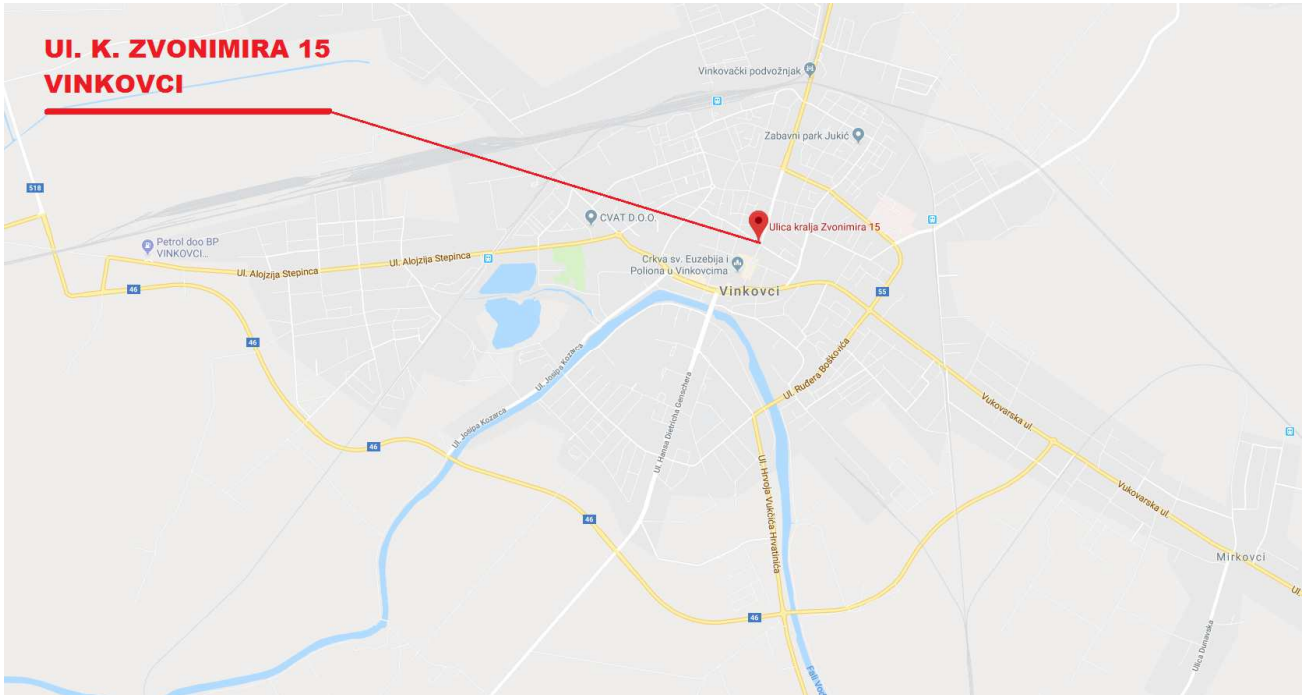 Ul. K. ZVONIMIRA 15
VINKOVCI
Vinkovački podvožnjak
Zabavni park Jukić
518
CVAT D.O.O.
Ulica kralja Zvonimira 15
Petrol doo BP
VINKOVCI...
Ul. Alojzija Stepinca
Ul. Alojzija Stepinca
Crkva sv. Euzebija i
Poliona u Vinkovcima
Vinkovci
46
55
46
Ul. Josipa Kozarca
Ul. Ruđera Boškovića
Ul. Josipa Kozarca
Ul. Hansa Dietricha Genschera
Vukovarska ul.
46
Ul. Hrvoja Vukčića Hrvatinića
Vukovarska ul.
46
Mirkovci
Ul.
46
Ulica Dunavska